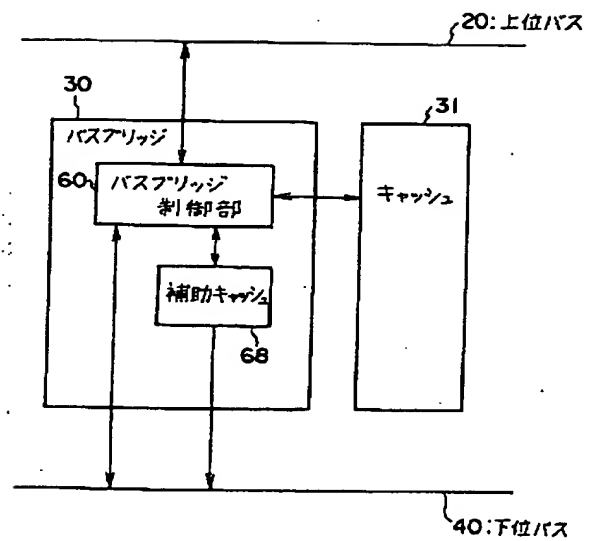 20:上位バス
30
31
バスブリッジ
60
バスブリッジ
制御部
キャッシュ
補助キャッシュ
68
40:下位バス